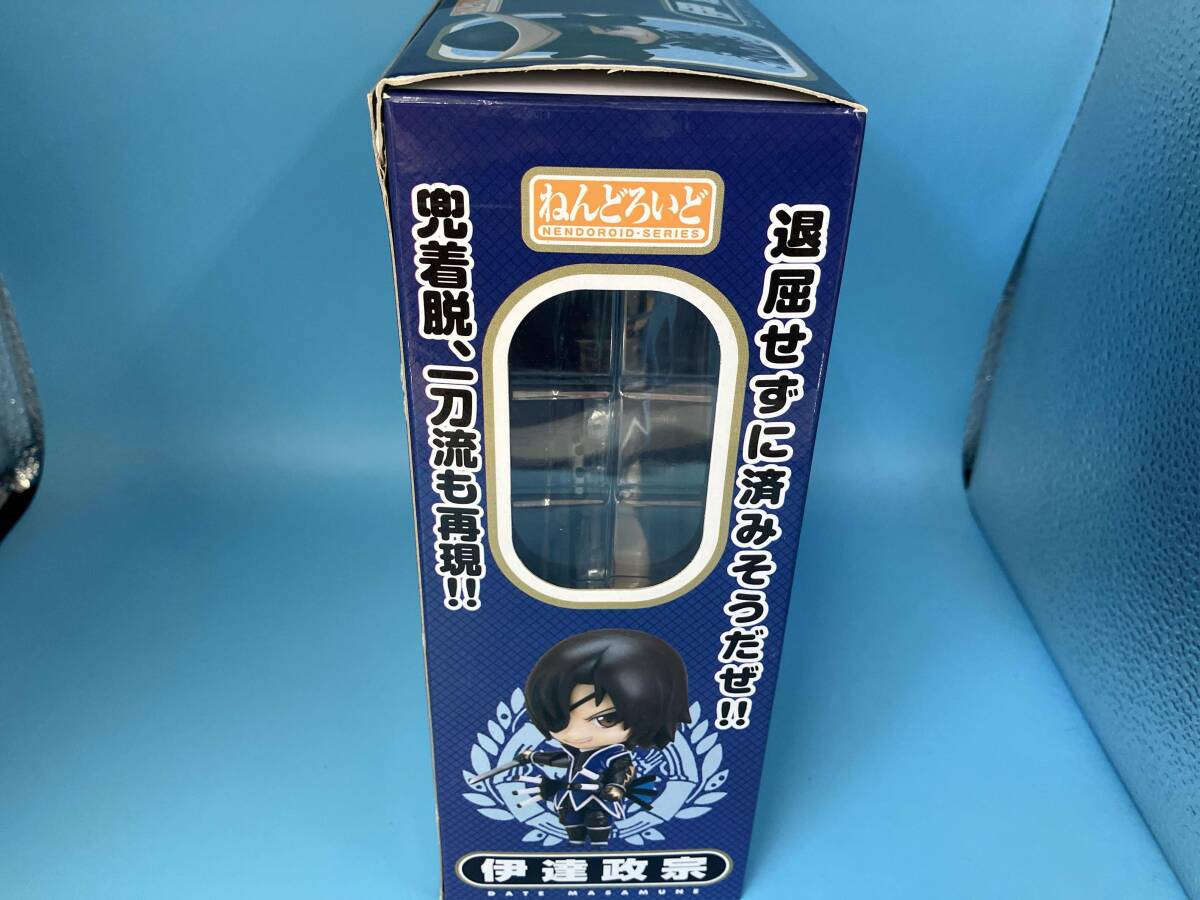 ねんどろいど
NENDOROID・SERIES
退屈せずに済みそうだぜ!!
兜着脱、一刀流も再現!!
伊達政宗
DATE MASAMUNE